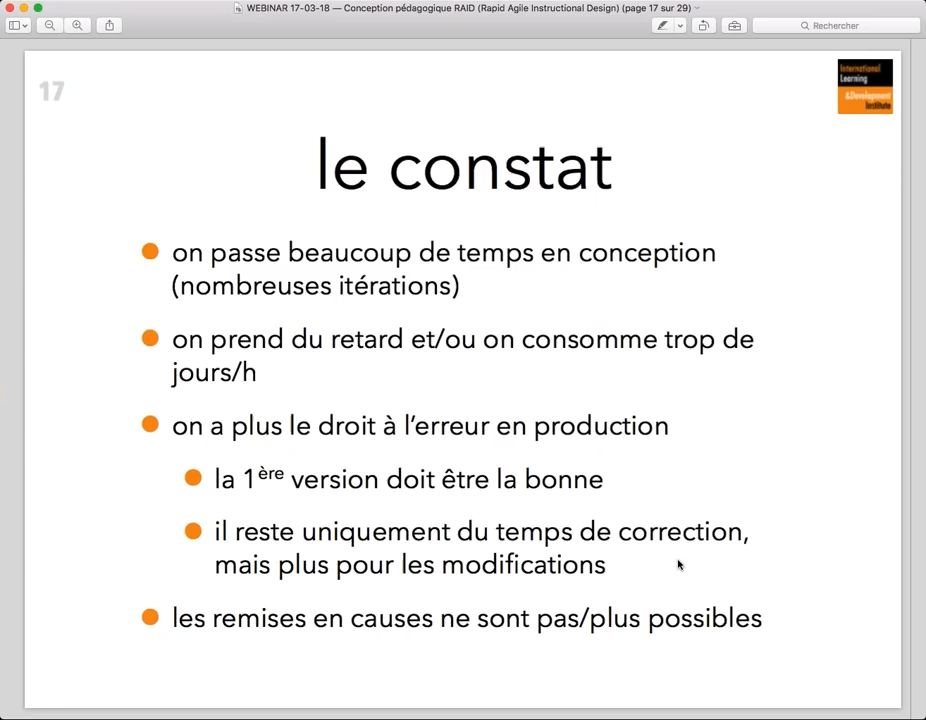 WEBINAR 17-03-18 — Conception pédagogique RAID (Rapid Agile Instructional Design) (page 17 sur 29)
Rechercher
17
International
Learning
&Development
Institute
le constat
on passe beaucoup de temps en conception
(nombreuses itérations)
on prend du retard et/ou on consomme trop de
jours/h
on a plus le droit à l'erreur en production
la 1ère version doit être la bonne
il reste uniquement du temps de correction,
mais plus pour les modifications
les remises en causes ne sont pas/plus possibles